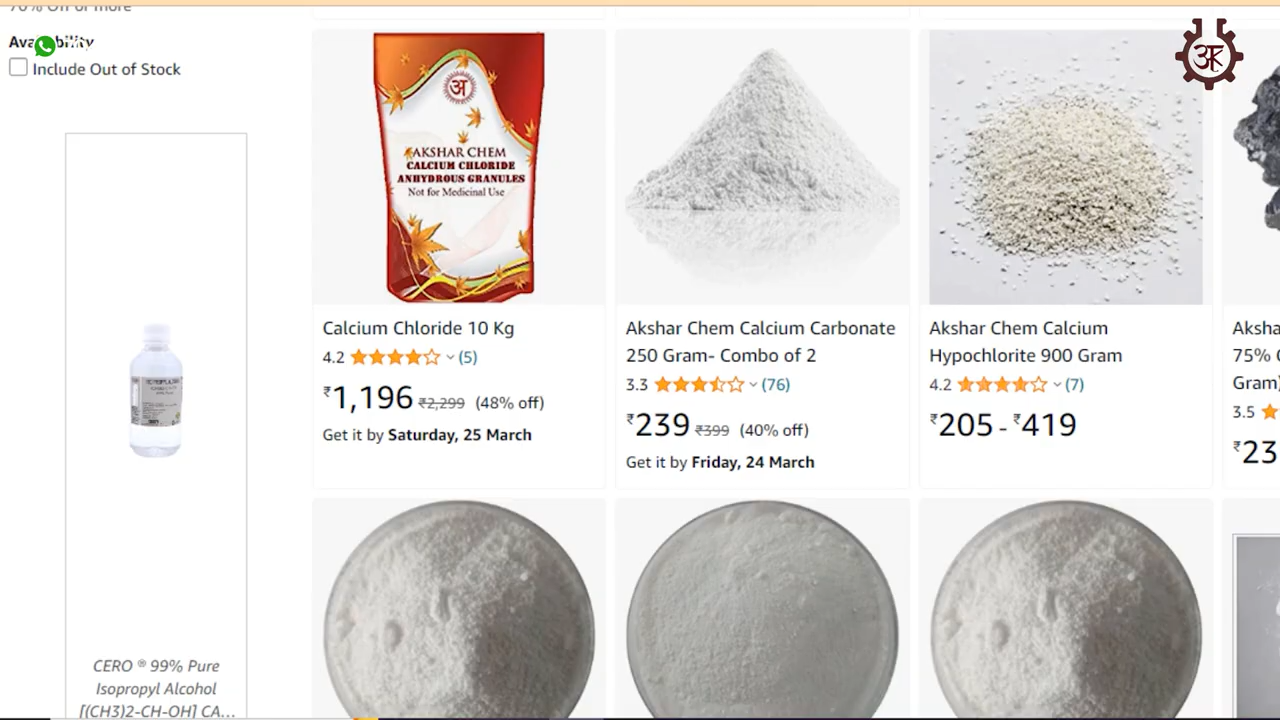 70% Off or more
Availability
Include Out of Stock
अ
AKSHAR CHEM
CALCIUM CHLORIDE
ANHYDROUS GRANULES
Not for Medicinal Use
Calcium Chloride 10 Kg
4.2 (5)
₹1,196 ₹2,299 (48% off)
Get it by Saturday, 25 March
Akshar Chem Calcium Carbonate
250 Gram- Combo of 2
3.3 (76)
₹239 ₹399 (40% off)
Get it by Friday, 24 March
Akshar Chem Calcium
Hypochlorite 900 Gram
4.2 (7)
₹205 - ₹419
75%
Gram)
3.5
₹23
CERO ® 99% Pure
Isopropyl Alcohol
[(CH3)2-CH-OH] CA...